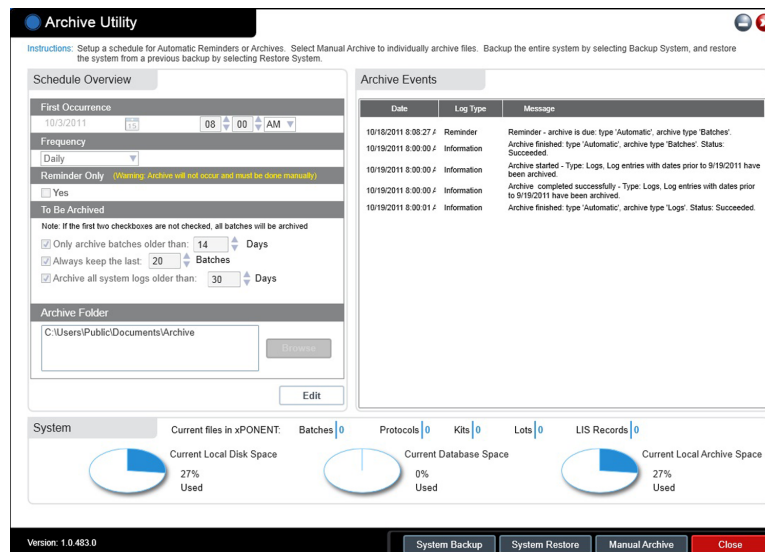 Archive Utility
Instructions: Setup a schedule for Automatic Reminders or Archives. Select Manual Archive to individually archive files. Backup the entire system by selecting Backup System, and restore
the system from a previous backup by selecting Restore System.
Schedule Overview
First Occurrence
10/3/2011 15 08 00 AM
Frequency
Daily
Reminder Only (Warning: Archive will not occur and must be done manually)
Yes
To Be Archived
Note: If the first two checkboxes are not checked, all batches will be archived
Only archive batches older than: 14 Days
Always keep the last: 20 Batches
Archive all system logs older than: 30 Days
Archive Folder
C:\Users\Public\Documents\Archive
Browse
Edit
Archive Events
Date Log Type Message
10/18/2011 8:08:27 A Reminder Reminder - archive is due: type 'Automatic', archive type 'Batches'.
10/19/2011 8:00:00 A Information Archive finished: type 'Automatic', archive type 'Batches'. Status:
Succeeded.
10/19/2011 8:00:00 A Information Archive started - Type: Logs, Log entries with dates prior to 9/19/2011 have
been archived.
10/19/2011 8:00:00 A Information Archive completed successfully - Type: Logs, Log entries with dates prior
to 9/19/2011 have been archived.
10/19/2011 8:00:01 A Information Archive finished: type 'Automatic', archive type 'Logs'. Status: Succeeded.
System
Current files in xPONENT: Batches 0 Protocols 0 Kits 0 Lots 0 LIS Records 0
Current Local Disk Space
27%
Used
Current Database Space
0%
Used
Current Local Archive Space
27%
Used
Version: 1.0.483.0
System Backup System Restore Manual Archive Close